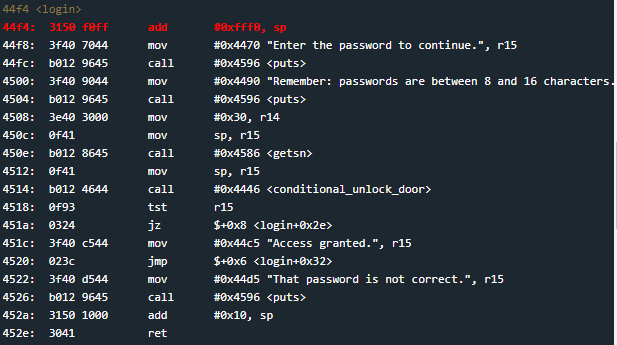 44f4 <login>
44f4: 3150 f0ff add #0xfff0, sp
44f8: 3f40 7044 mov #0x4470 "Enter the password to continue.", r15
44fc: b012 9645 call #0x4596 <puts>
4500: 3f40 9044 mov #0x4490 "Remember: passwords are between 8 and 16 characters.
4504: b012 9645 call #0x4596 <puts>
4508: 3e40 3000 mov #0x30, r14
450c: 0f41 mov sp, r15
450e: b012 8645 call #0x4586 <getsn>
4512: 0f41 mov sp, r15
4514: b012 4644 call #0x4446 <conditional_unlock_door>
4518: 0f93 tst r15
451a: 0324 jz $+0x8 <login+0x2e>
451c: 3f40 c544 mov #0x44c5 "Access granted.", r15
4520: 023c jmp $+0x6 <login+0x32>
4522: 3f40 d544 mov #0x44d5 "That password is not correct.", r15
4526: b012 9645 call #0x4596 <puts>
452a: 3150 1000 add #0x10, sp
452e: 3041 ret